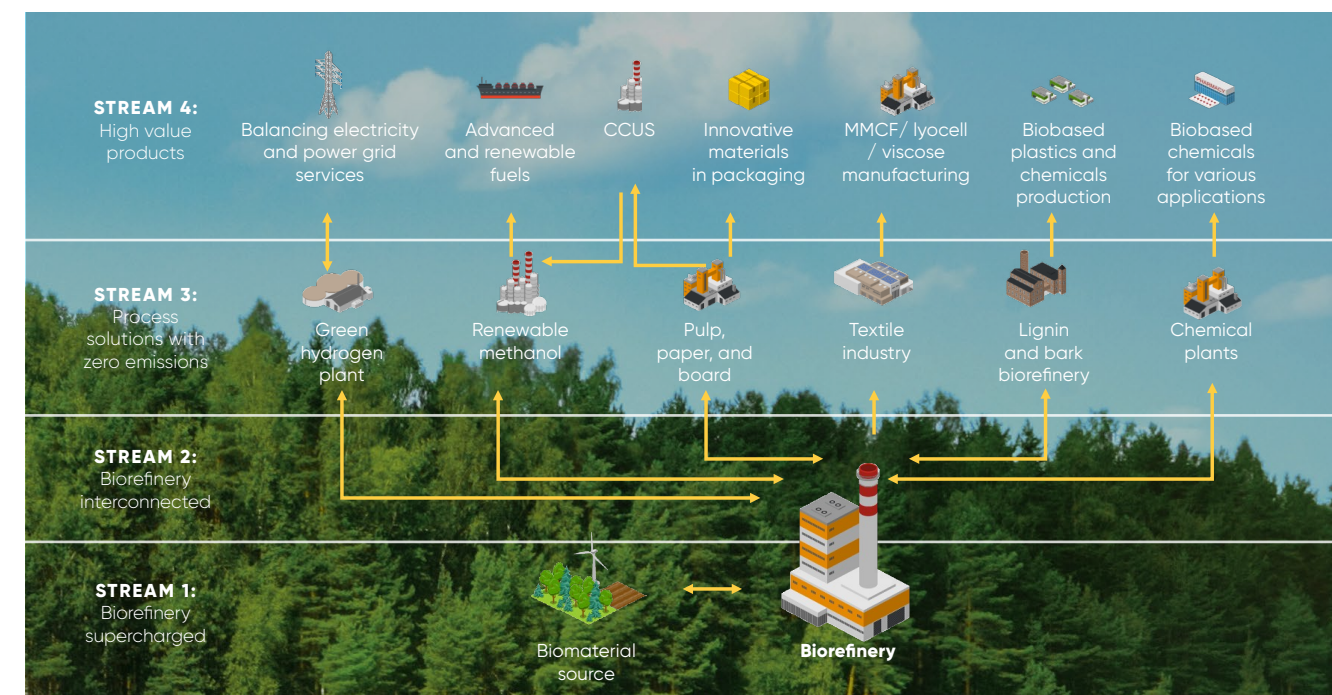 STREAM 4:
High value
products
Balancing electricity
and power grid
services
Advanced
and renewable
fuels
CCUS
Innovative
materials
in packaging
MMCF/ lyocell
/ viscose
manufacturing
Biobased
plastics and
chemicals
production
Biobased
chemicals
for various
applications
STREAM 3:
Process
solutions with
zero emissions
Green
hydrogen
plant
Renewable
methanol
Pulp,
paper, and
board
Textile
industry
Lignin
and bark
biorefinery
Chemical
plants
STREAM 2:
Biorefinery
interconnected
STREAM 1:
Biorefinery
supercharged
Biomaterial
source
Biorefinery